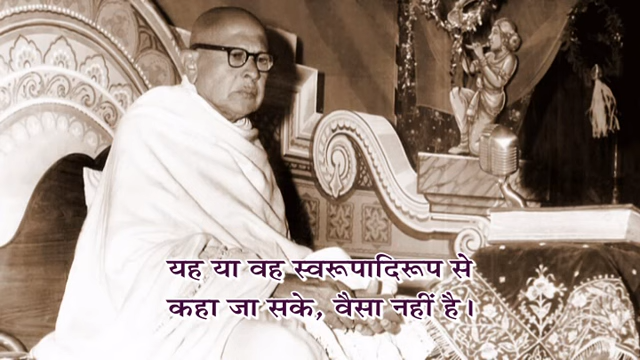 यह या वह स्वरूपादिरूप से
कहा जा सके, वैसा नहीं है।